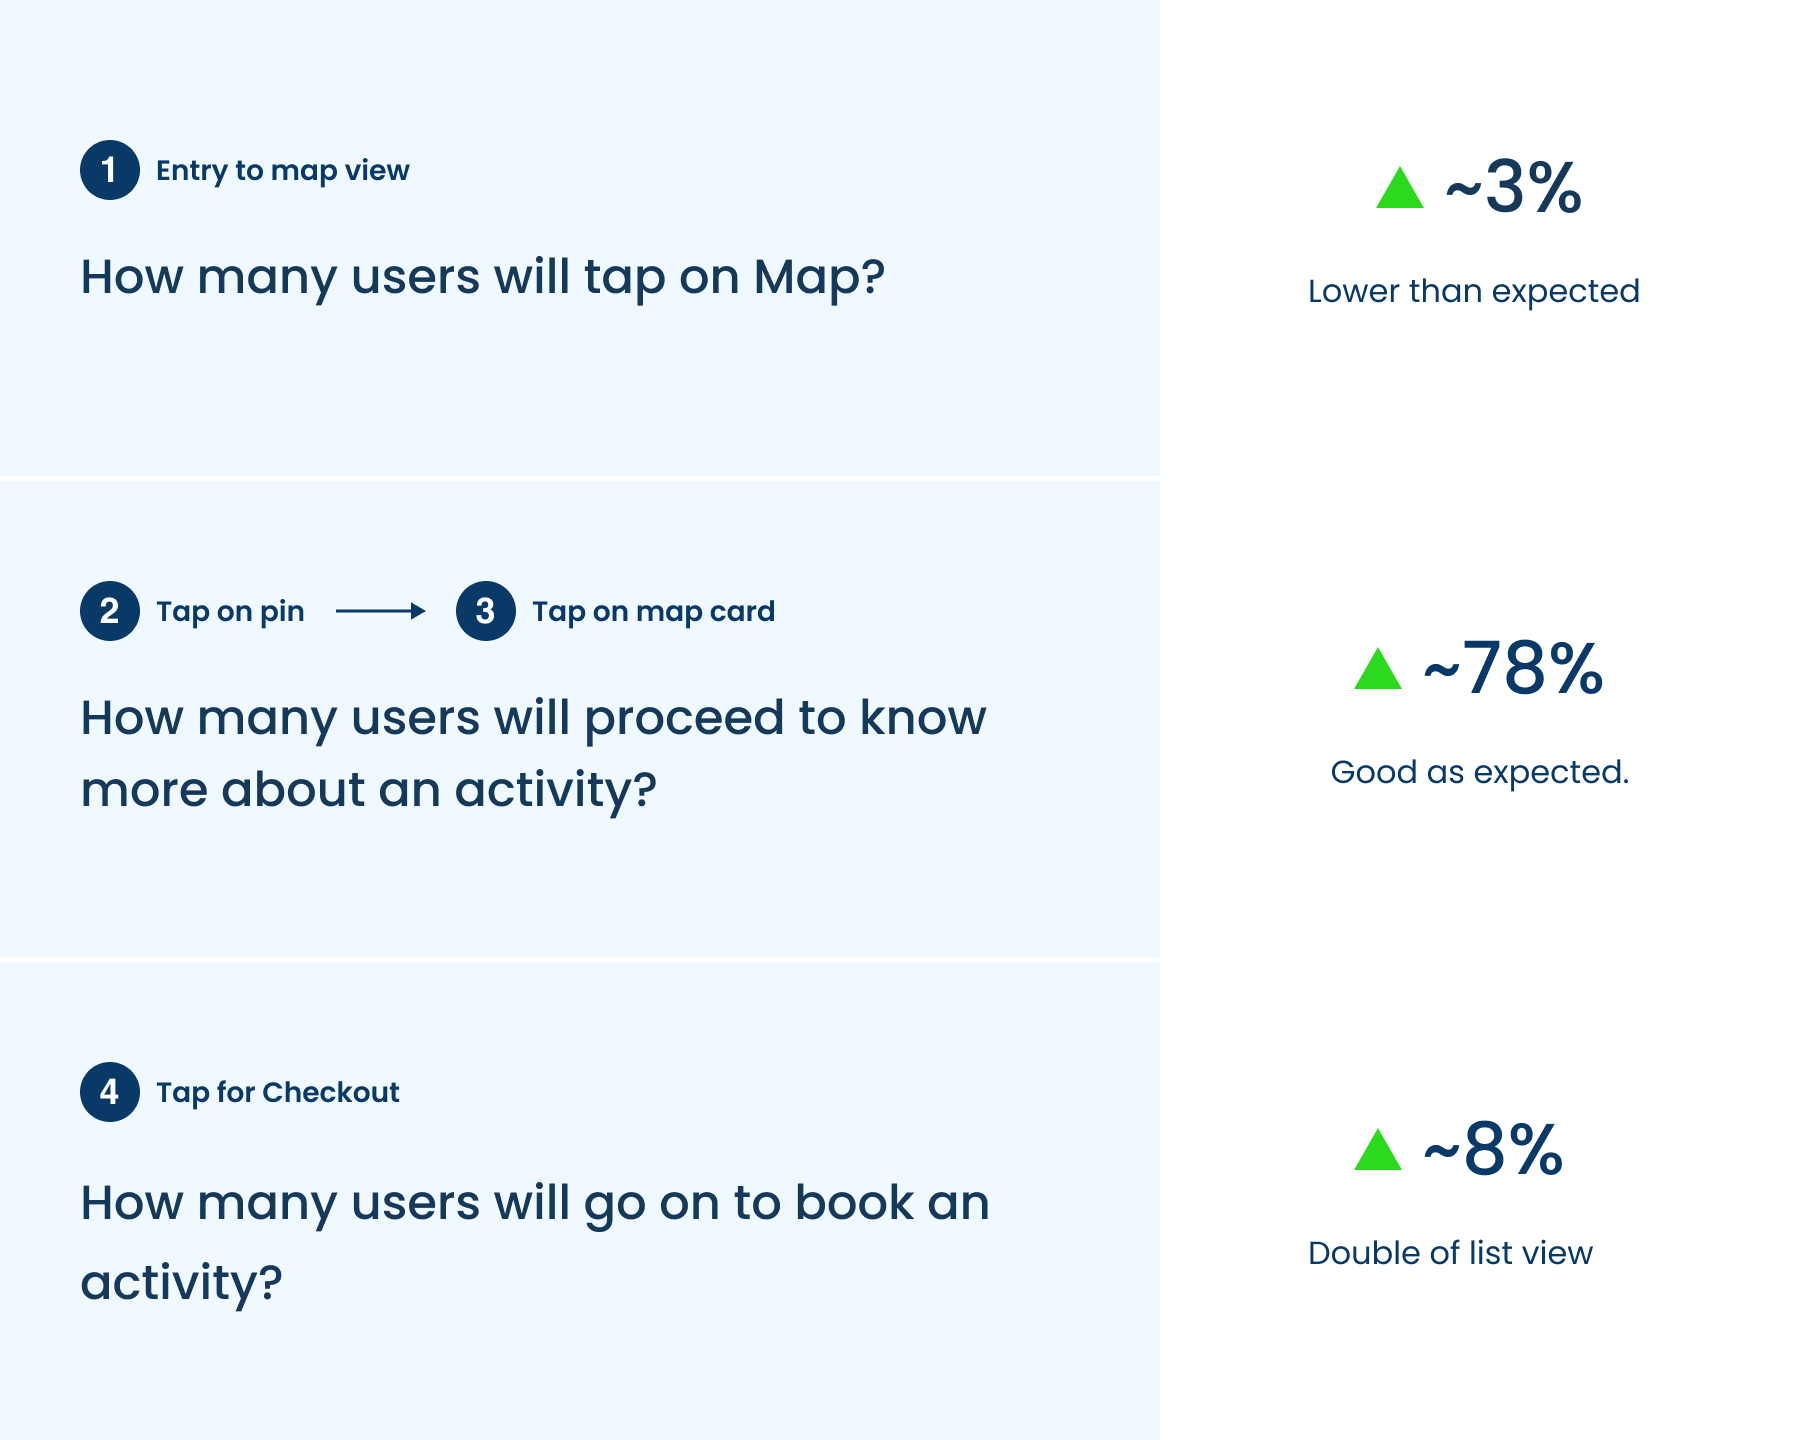 1 Entry to map view
How many users will tap on Map?
~3%
Lower than expected
2 Tap on pin 3 Tap on map card
How many users will proceed to know
more about an activity?
~78%
Good as expected.
4 Tap for Checkout
How many users will go on to book an
activity?
~8%
Double of list view